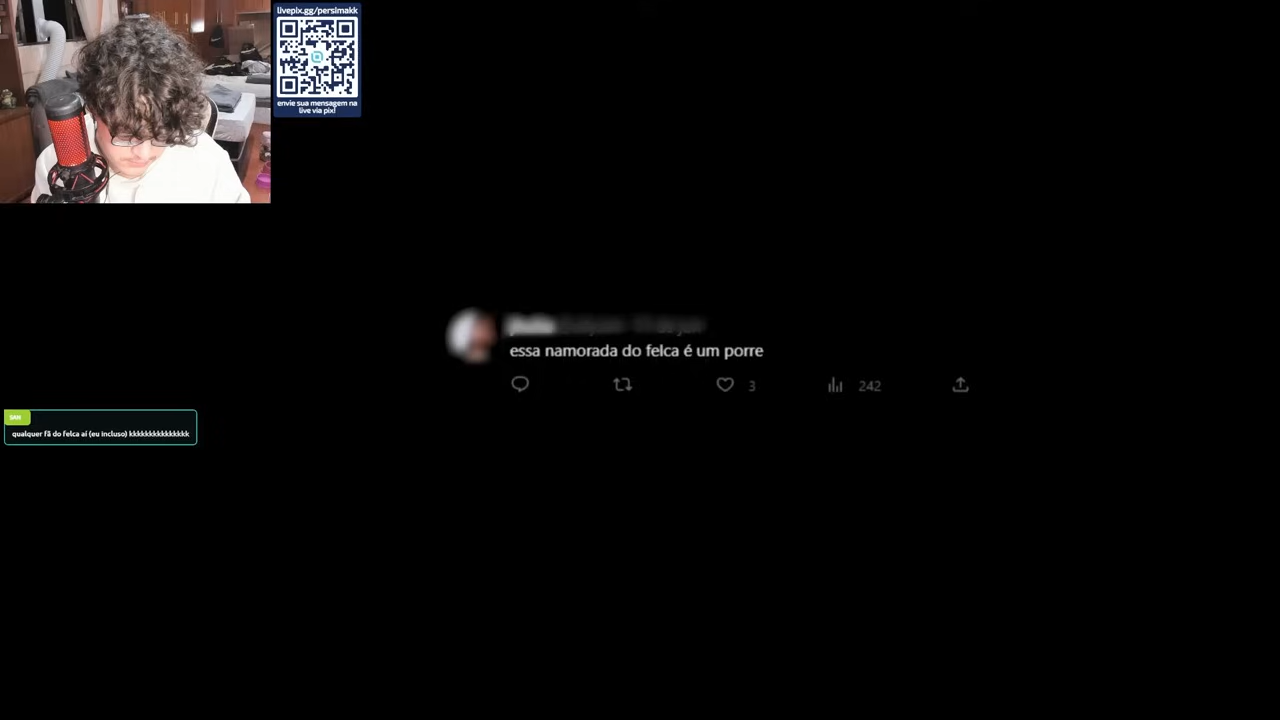 livepix.gg/persimakk
envie sua mensagem na
live via pix!
essa namorada do felca é um porre
3
242
SAN
qualquer fã do felca aí (eu incluso) kkkkkkkkkkkkkkk